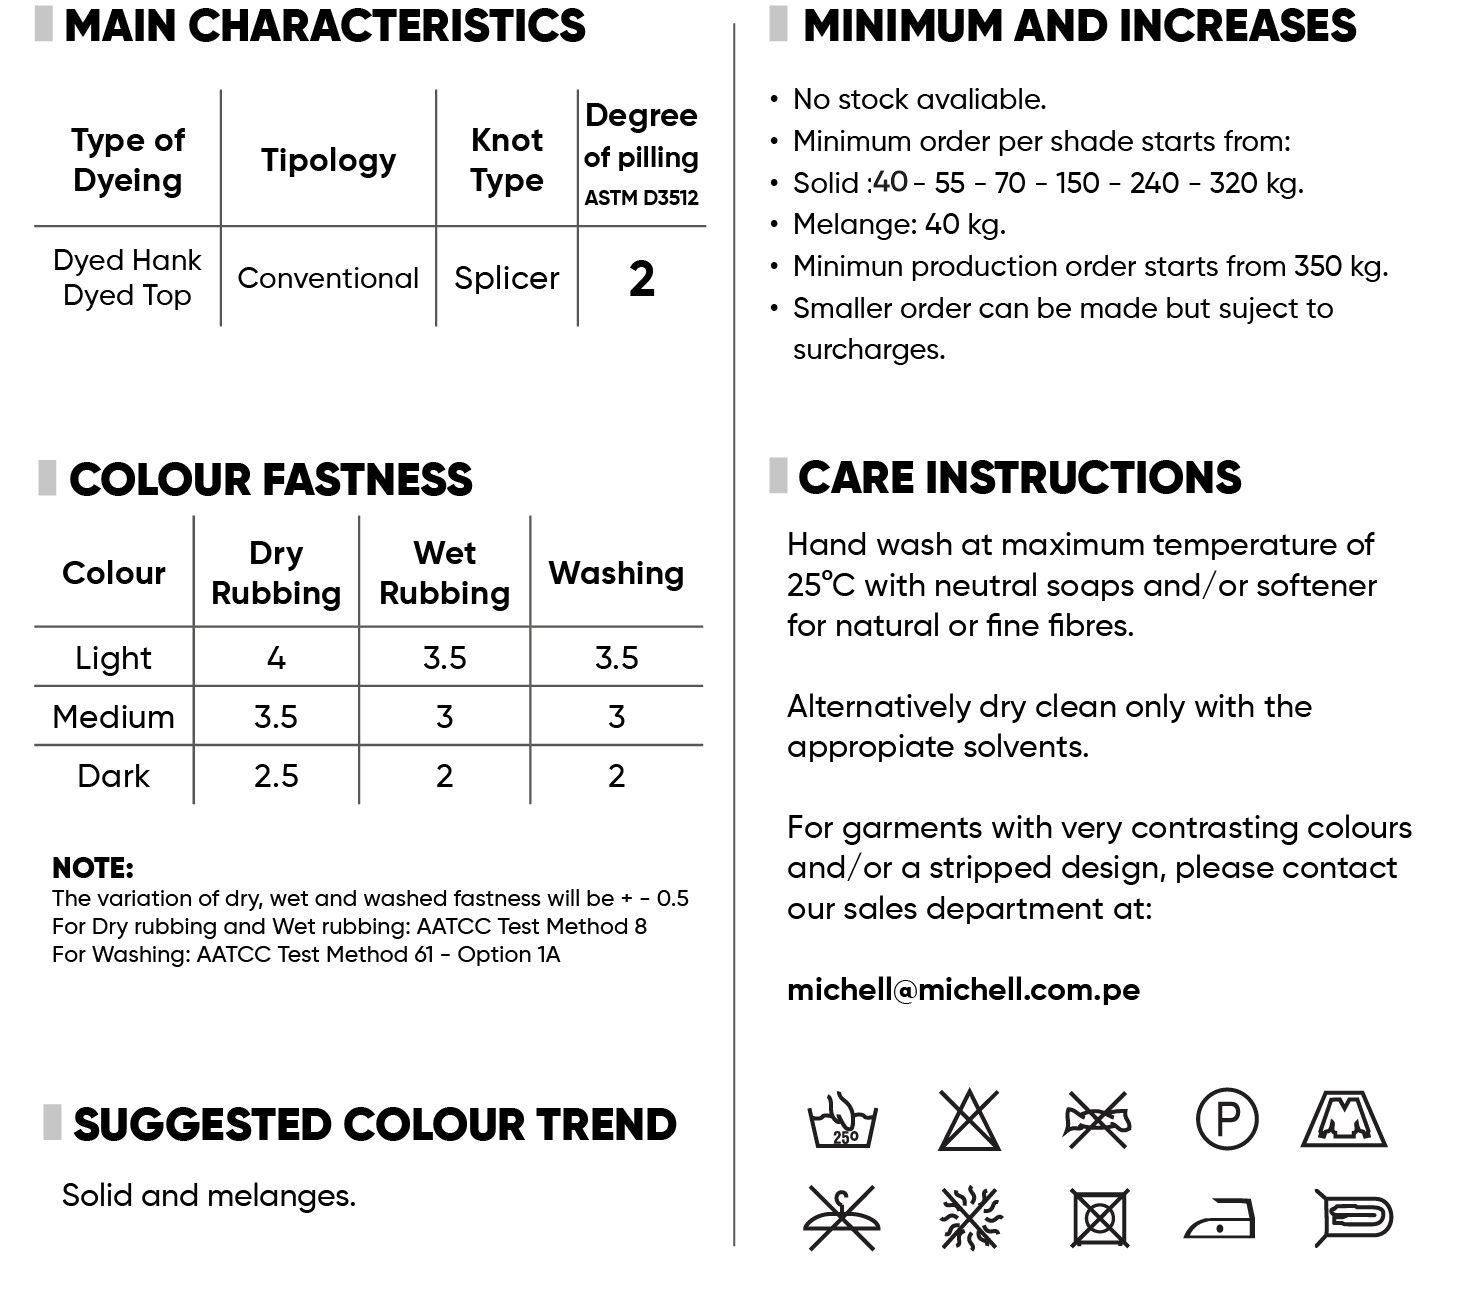 MAIN CHARACTERISTICS
Type of
Dyeing
Tipology
Knot
Type
Degree
of pilling
ASTM D3512
Dyed Hank
Dyed Top
Conventional
Splicer
2
COLOUR FASTNESS
Colour
Dry
Rubbing
Wet
Rubbing
Washing
Light 4 3.5 3.5
Medium 3.5 3 3
Dark 2.5 2 2
NOTE:
The variation of dry, wet and washed fastness will be + - 0.5
For Dry rubbing and Wet rubbing: AATCC Test Method 8
For Washing: AATCC Test Method 61 - Option 1A
SUGGESTED COLOUR TREND
Solid and melanges.
MINIMUM AND INCREASES
• No stock avaliable.
• Minimum order per shade starts from:
• Solid :40 - 55 - 70 - 150 - 240 - 320 kg.
• Melange: 40 kg.
• Minimun production order starts from 350 kg.
• Smaller order can be made but suject to
surcharges.
CARE INSTRUCTIONS
Hand wash at maximum temperature of
25°C with neutral soaps and/or softener
for natural or fine fibres.
Alternatively dry clean only with the
appropiate solvents.
For garments with very contrasting colours
and/or a stripped design, please contact
our sales department at:
michell@michell.com.pe
25º
P